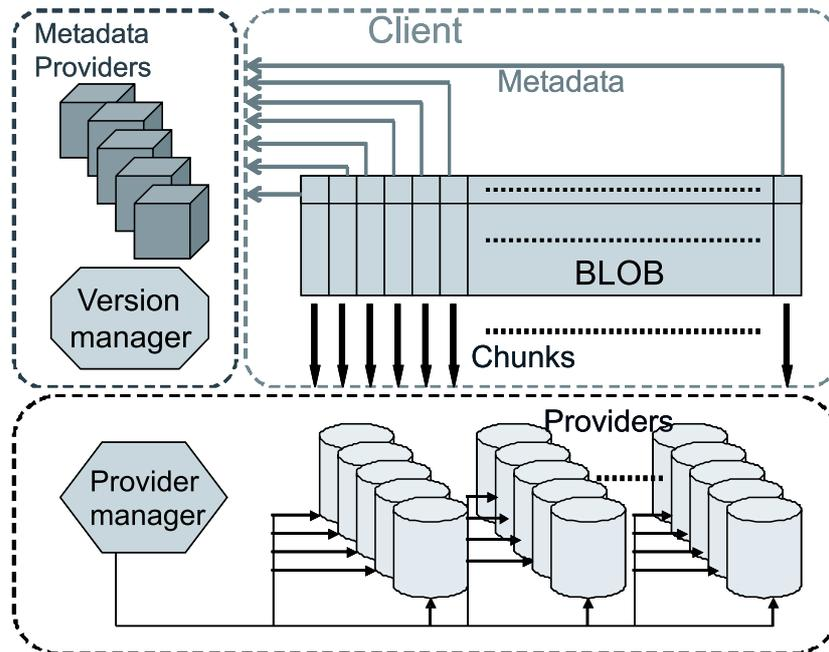 Metadata
Providers
Client
Metadata
BLOB
Version
manager
Chunks
Providers
Provider
manager